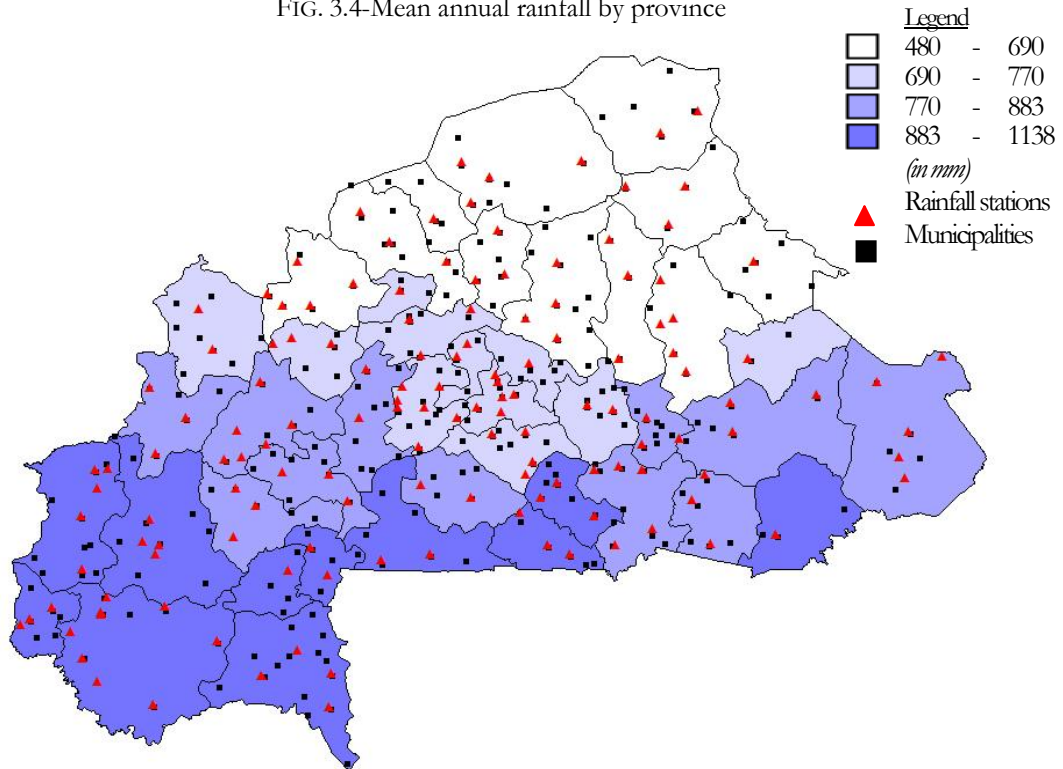 FIG. 3.4-Mean annual rainfall by province
Legend
480 - 690
690 - 770
770 - 883
883 - 1138
(in mm)
Rainfall stations
Municipalities